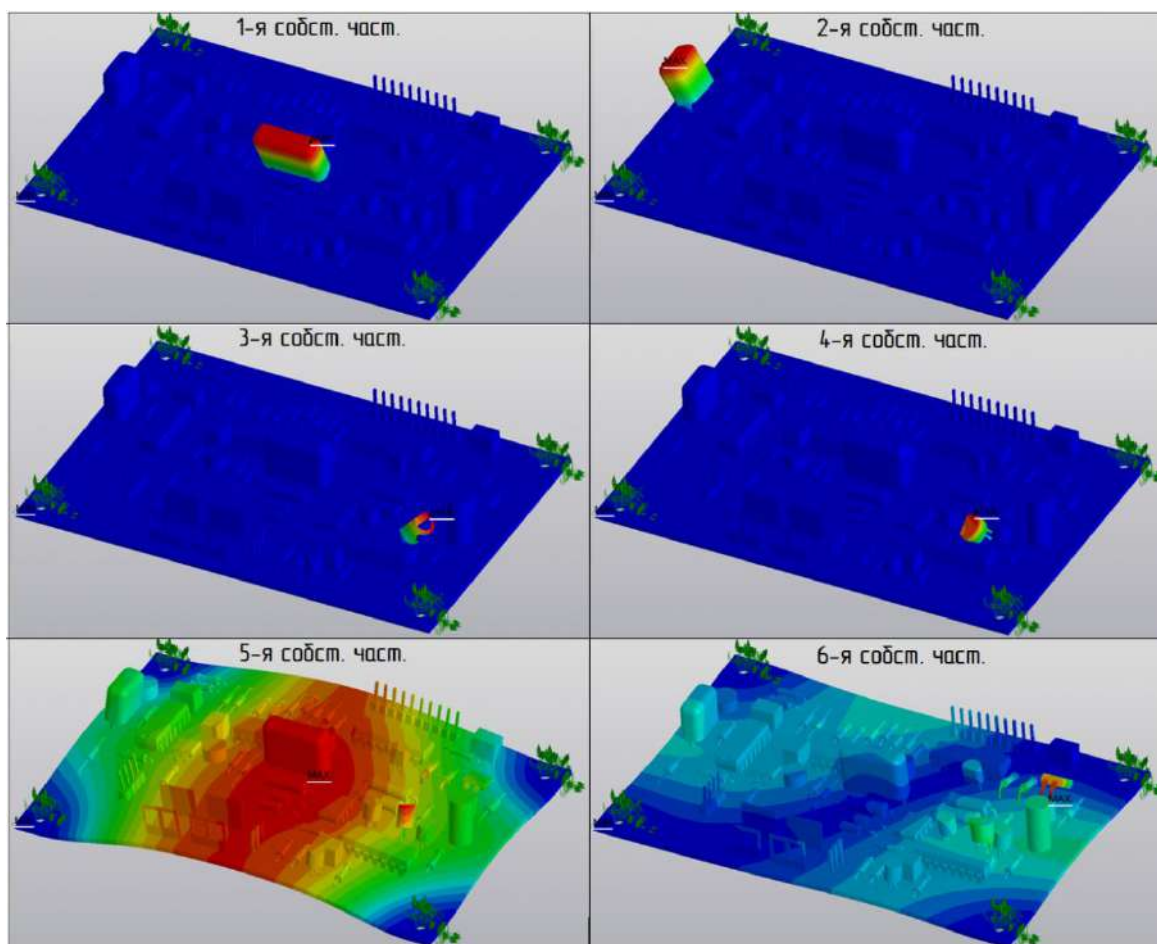 1-я собст. част.
2-я собст. част.
3-я собст. част.
4-я собст. част.
5-я собст. част.
6-я собст. част.